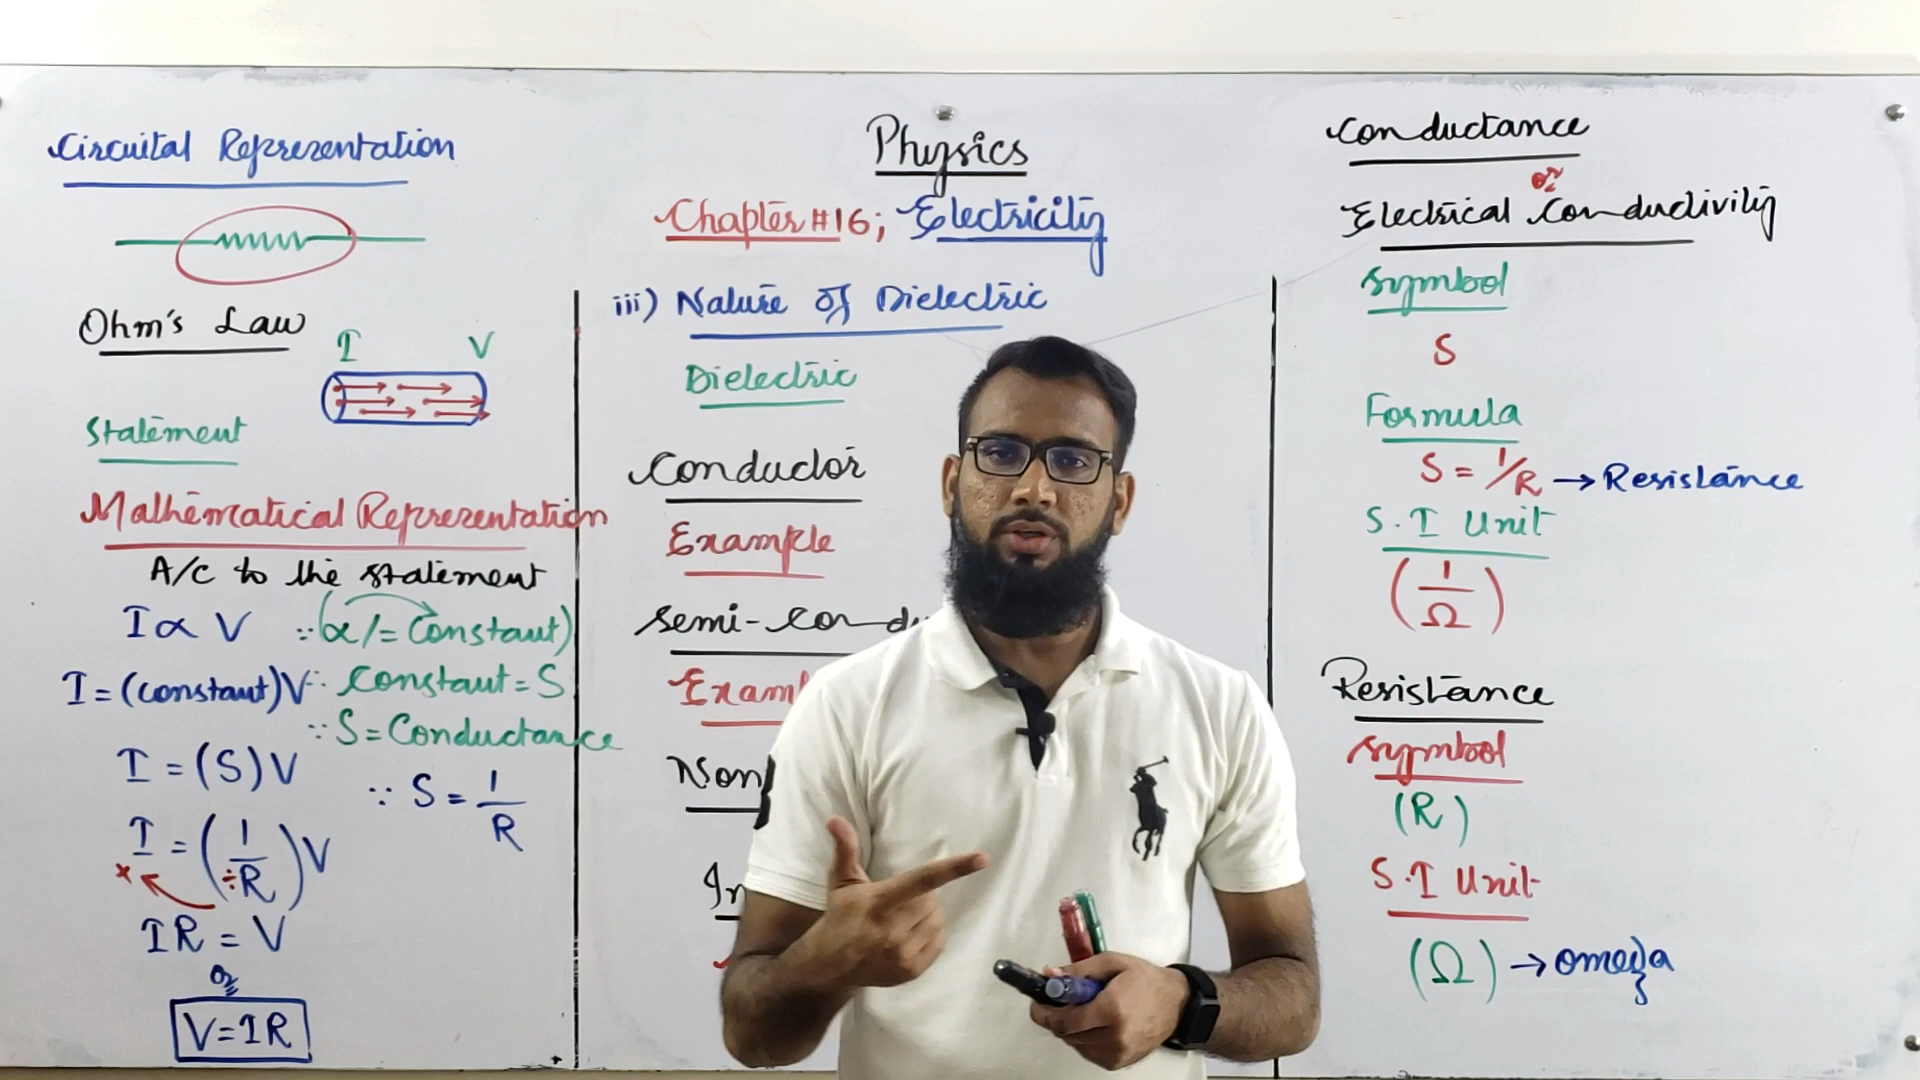 Circuital Representation
Ohm's Law
I V
Statement
Mathematical Representation
A/C to the statement
I ∝ V ∵ (∝/= Constant)
I = (constant)V ∵ Constant = S
∵ S = Conductance
I = (S)V
∵ S = 1/R
I = (1/R)V
× ÷
IR = V
or
V = IR
Physics
Chapter #16; Electricity
iii) Nature of Dielectric
Dielectric
Conductor
Example
Semi-
Conductance
or
Electrical Conductivity
Symbol
S
Formula
S = 1/R → Resistance
S.I Unit
(1/Ω)
Resistance
Symbol
(R)
S.I Unit
(Ω) → omega